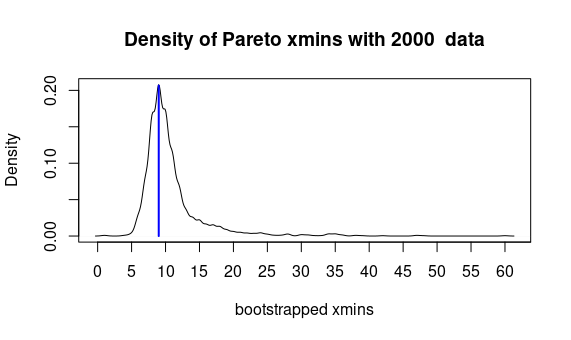 Density of Pareto xmins with 2000 data
0.20
0.10
0.00
Density
0 5 10 15 20 25 30 35 40 45 50 55 60
bootstrapped xmins